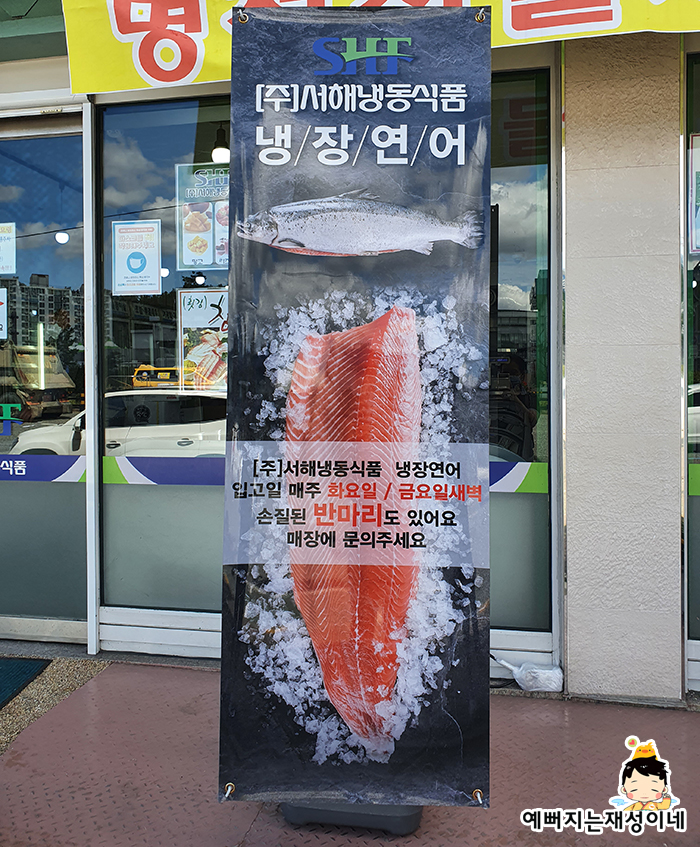 SHF
[주]서해냉동식품
냉/장/연/어
[주]서해냉동식품 냉장연어
입고일 매주 화요일 / 금요일새벽
손질된 반마리도 있어요
매장에 문의주세요
SHF
식품
예뻐지는재성이네